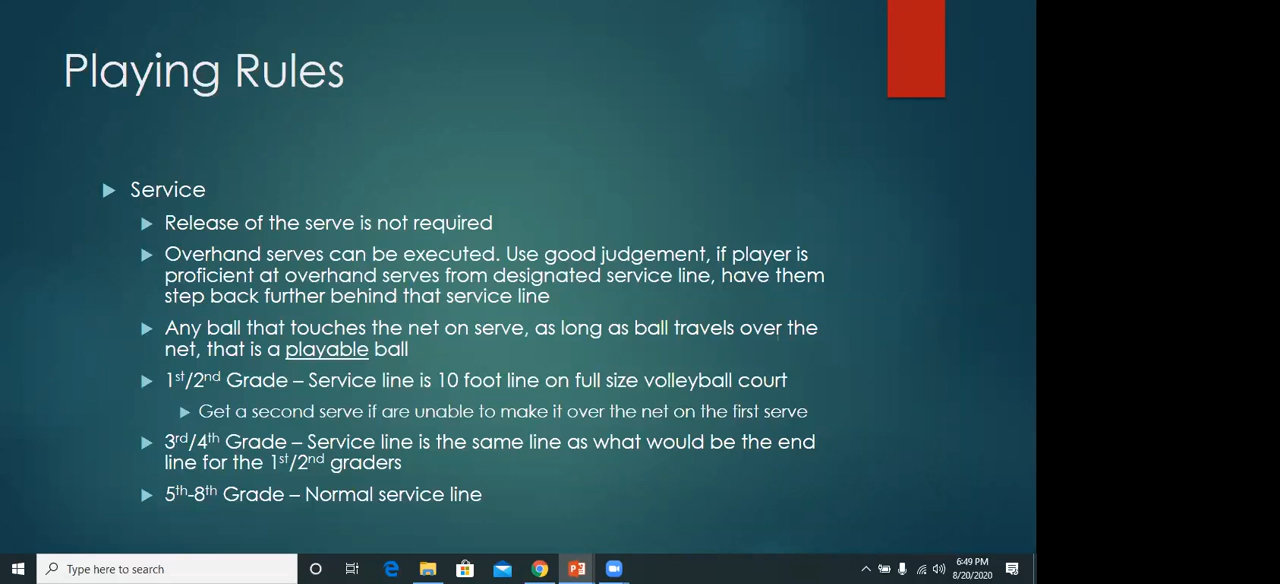 Playing Rules
Service
Release of the serve is not required
Overhand serves can be executed. Use good judgement, if player is
proficient at overhand serves from designated service line, have them
step back further behind that service line
Any ball that touches the net on serve, as long as ball travels over the
net, that is a playable ball
1st/2nd Grade – Service line is 10 foot line on full size volleyball court
Get a second serve if are unable to make it over the net on the first serve
3rd/4th Grade – Service line is the same line as what would be the end
line for the 1st/2nd graders
5th-8th Grade – Normal service line
Type here to search
6:49 PM
8/20/2020